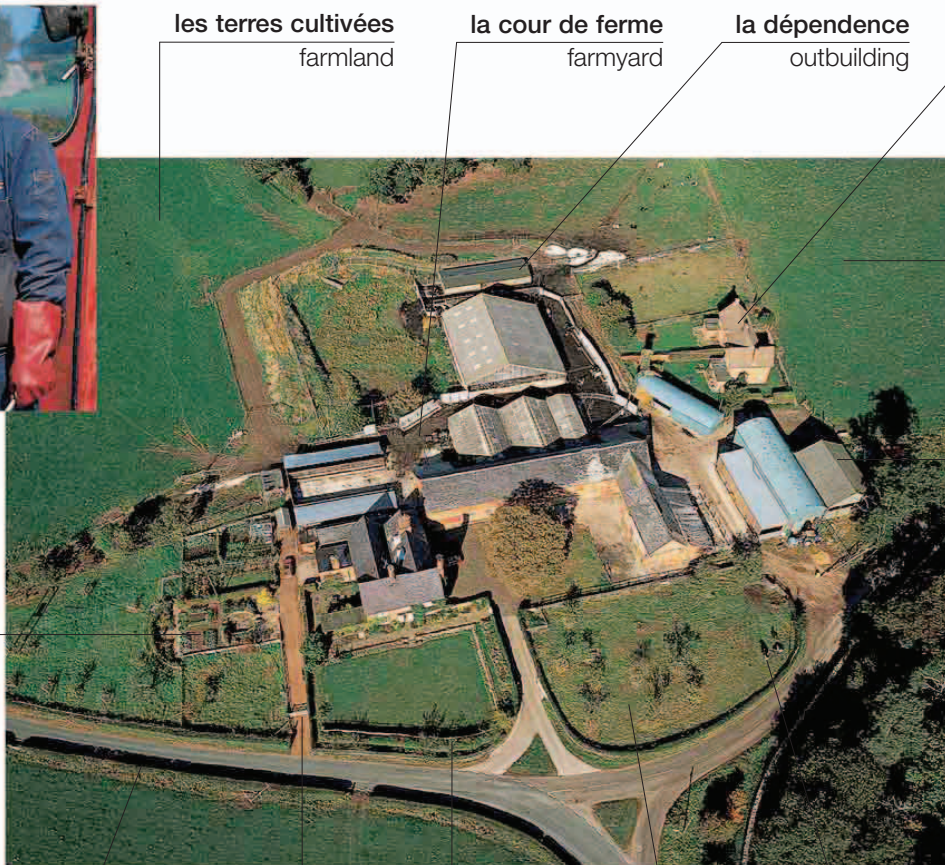 les terres cultivées
farmland
la cour de ferme
farmyard
la dépendence
outbuilding